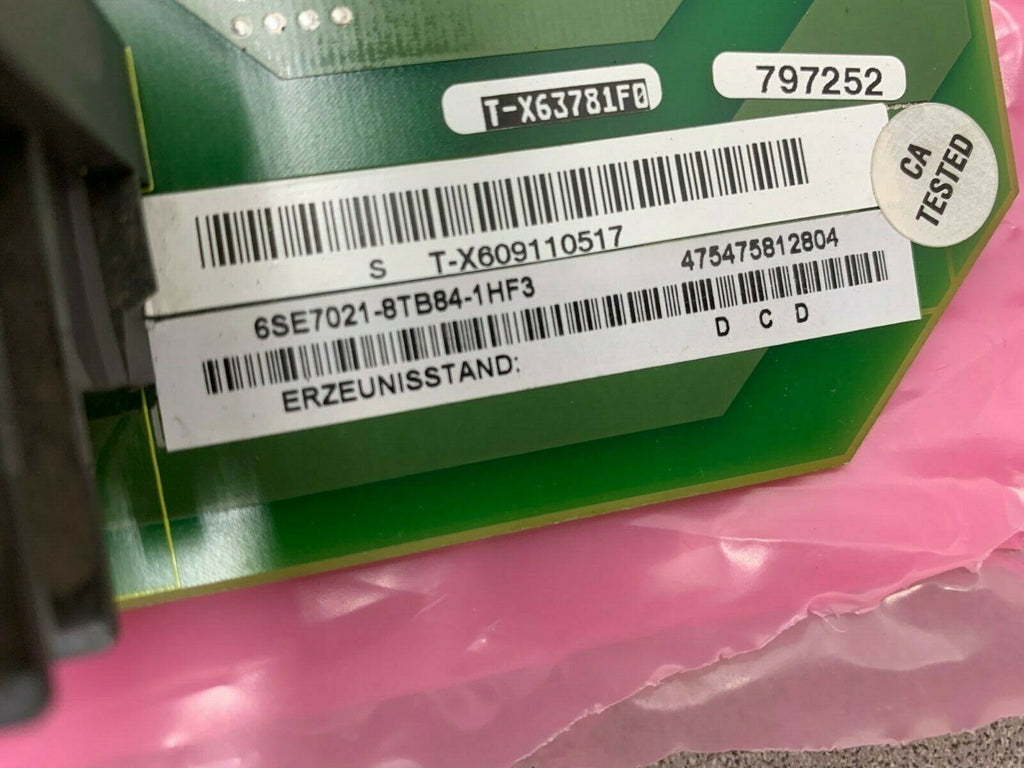 T-X63781F0
797252
CA
TESTED
S T-X609110517
6SE7021-8TB84-1HF3 475475812804
D C D
ERZEUNISSTAND: